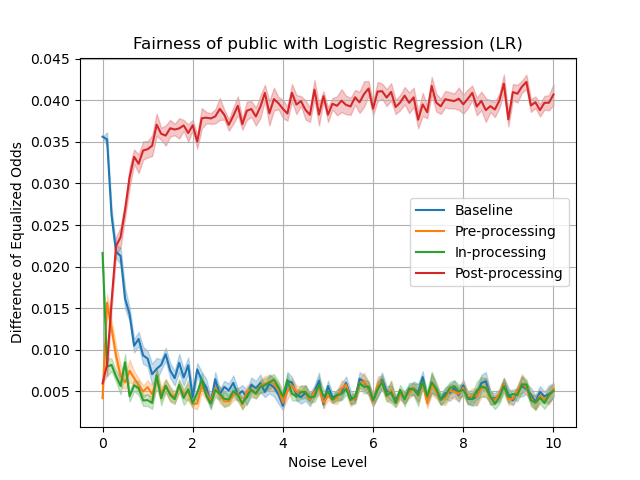 Fairness of public with Logistic Regression (LR)
Difference of Equalized Odds
0.045
0.040
0.035
0.030
0.025
0.020
0.015
0.010
0.005
Baseline
Pre-processing
In-processing
Post-processing
0 2 4 6 8 10
Noise Level